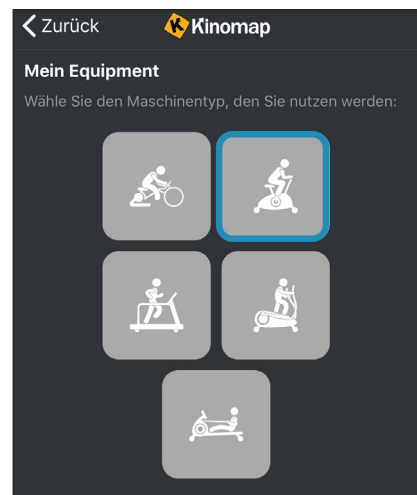 Zurück
Kinomap
Mein Equipment
Wähle Sie den Maschinentyp, den Sie nutzen werden: